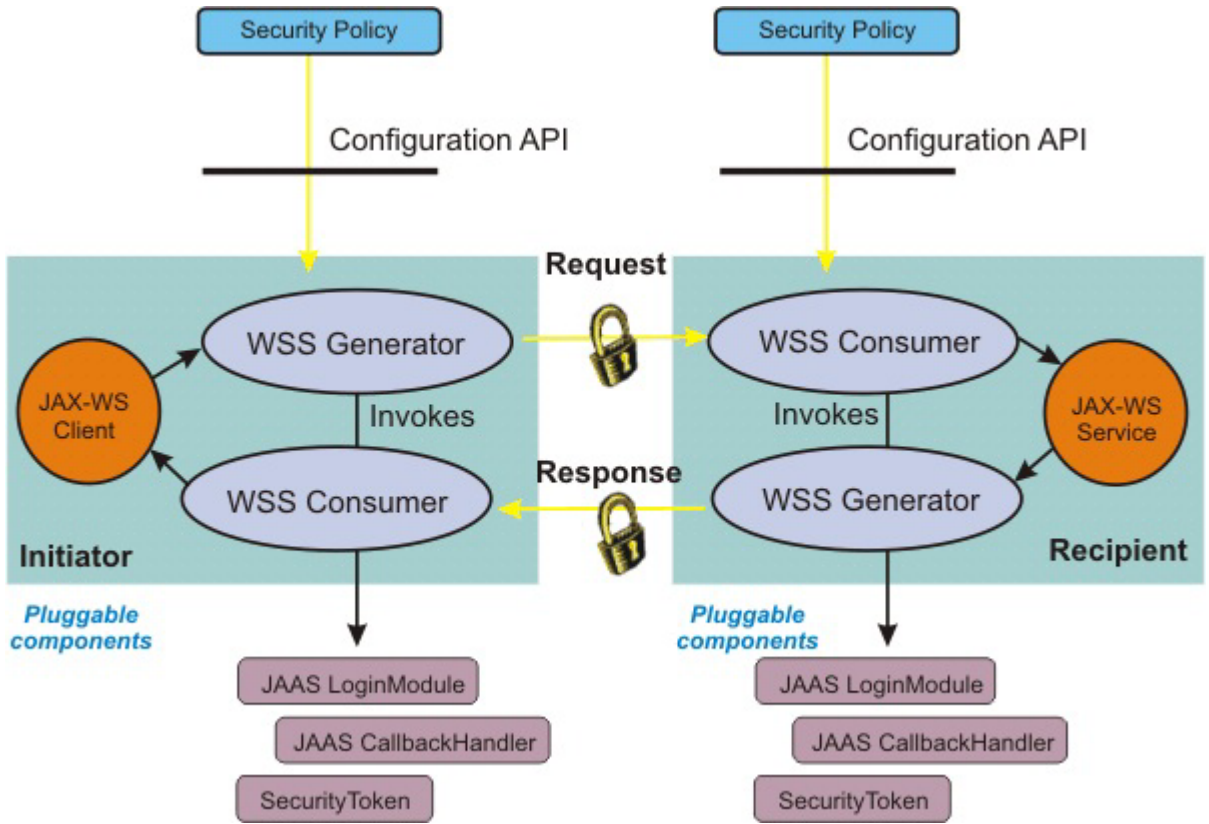 Security Policy
Security Policy
Configuration API
Configuration API
Request
WSS Generator
WSS Consumer
JAX-WS
Client
Invokes
Invokes
JAX-WS
Service
Response
WSS Consumer
WSS Generator
Initiator
Recipient
Pluggable
components
Pluggable
components
JAAS LoginModule
JAAS LoginModule
JAAS CallbackHandler
JAAS CallbackHandler
SecurityToken
SecurityToken